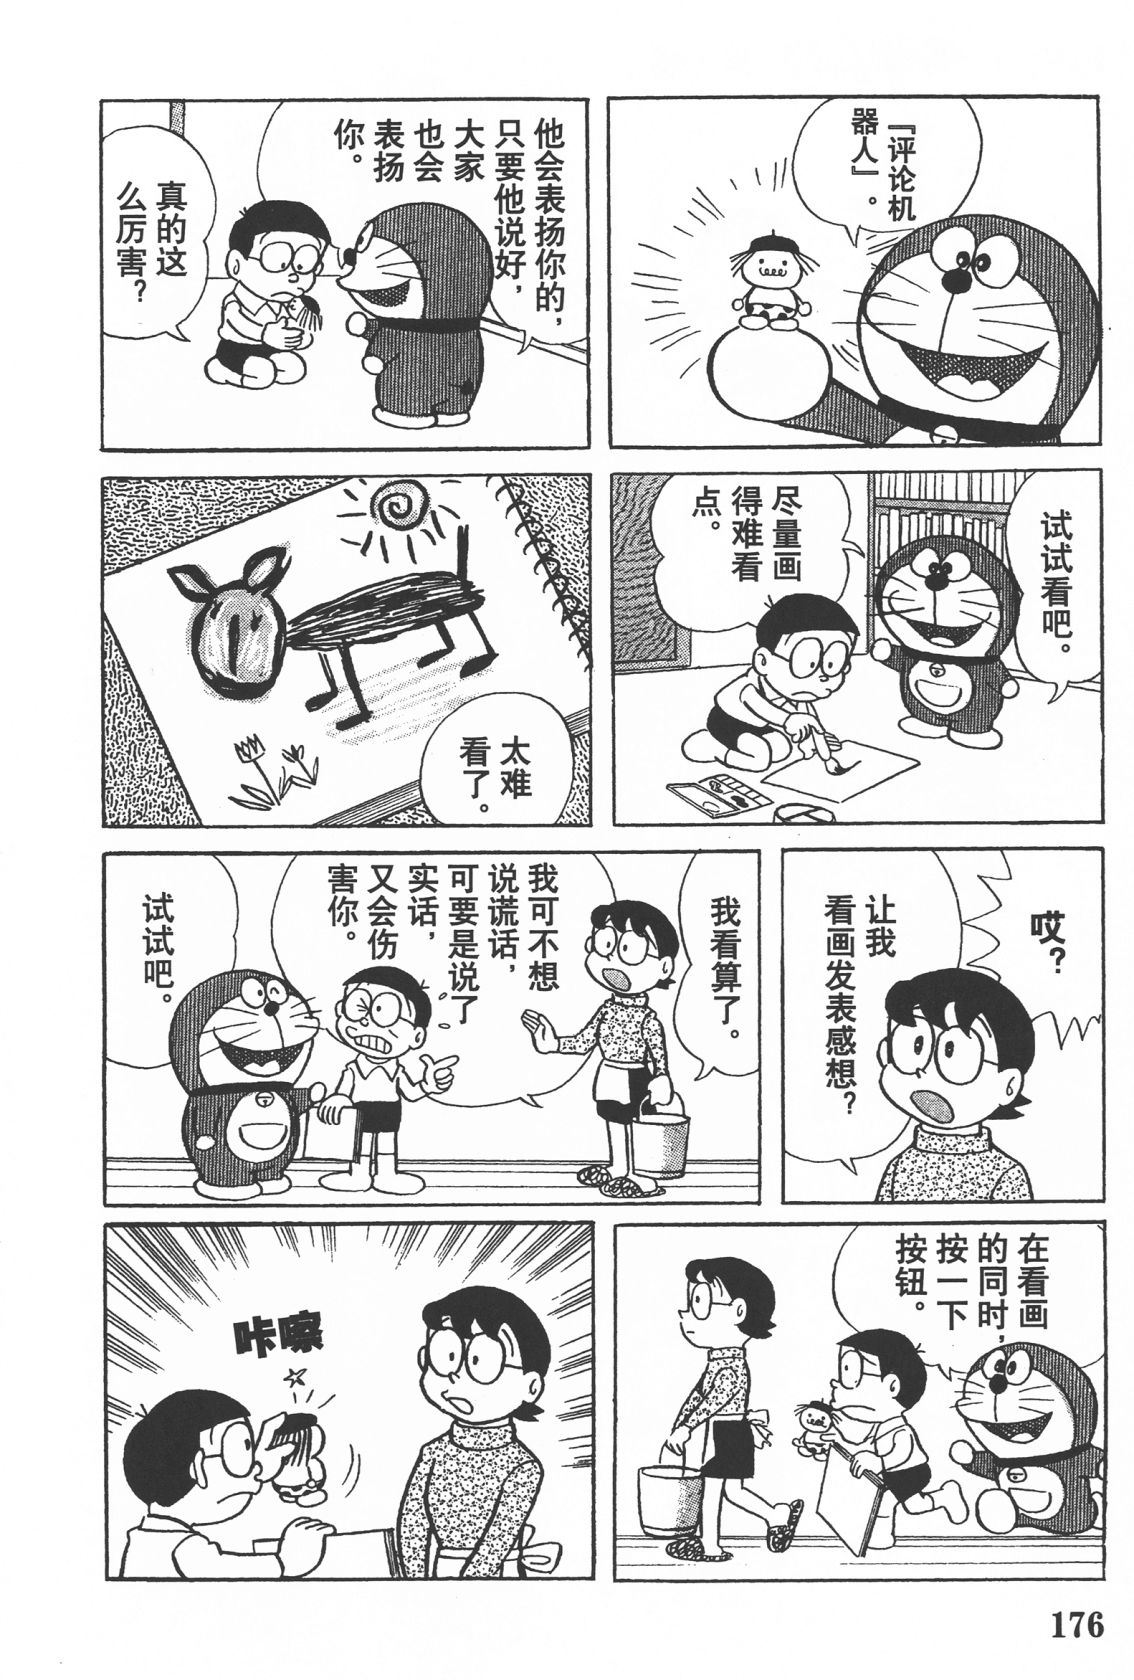 『评论机
器人』。
他会表扬你的，
只要他说好，
大家
也会
表扬
你。
真的这
么厉害？
试试看吧。
尽量画
得难看
点。
太难
看了。
哎？
让我
看画发表感想？
我看算了。
我可不想
说谎话，
可要是说了
实话，
又会伤
害你。
试试吧。
在看画
的同时，
按一下
按钮。
咔嚓
176